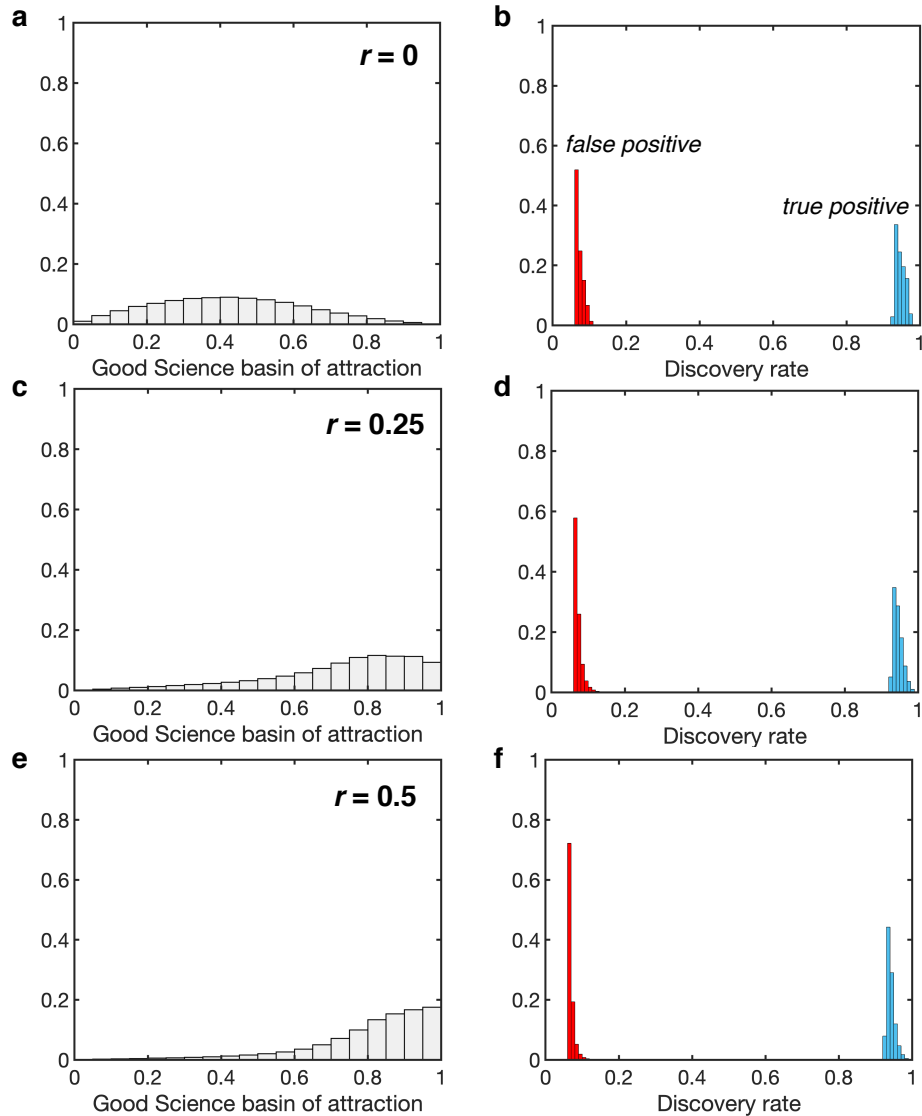 a
r = 0
1
0.8
0.6
0.4
0.2
0
0 0.2 0.4 0.6 0.8 1
Good Science basin of attraction
b
1
0.8
0.6
0.4
0.2
0
false positive
true positive
0 0.2 0.4 0.6 0.8 1
Discovery rate
c
r = 0.25
1
0.8
0.6
0.4
0.2
0
0 0.2 0.4 0.6 0.8 1
Good Science basin of attraction
d
1
0.8
0.6
0.4
0.2
0
0 0.2 0.4 0.6 0.8 1
Discovery rate
e
r = 0.5
1
0.8
0.6
0.4
0.2
0
0 0.2 0.4 0.6 0.8 1
Good Science basin of attraction
f
1
0.8
0.6
0.4
0.2
0
0 0.2 0.4 0.6 0.8 1
Discovery rate